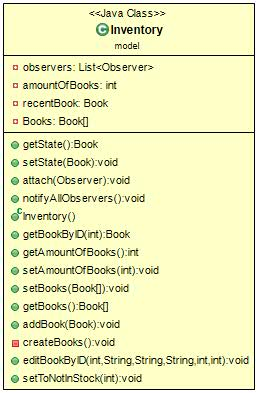 <<Java Class>>
Inventory
model
observers: List<Observer>
amountOfBooks: int
recentBook: Book
Books: Book[]
getState():Book
setState(Book):void
attach(Observer):void
notifyAllObservers():void
Inventory()
getBookByID(int):Book
getAmountOfBooks():int
setAmountOfBooks(int):void
setBooks(Book[]):void
getBooks():Book[]
addBook(Book):void
createBooks():void
editBookByID(int,String,String,String,int,int):void
setToNotInStock(int):void